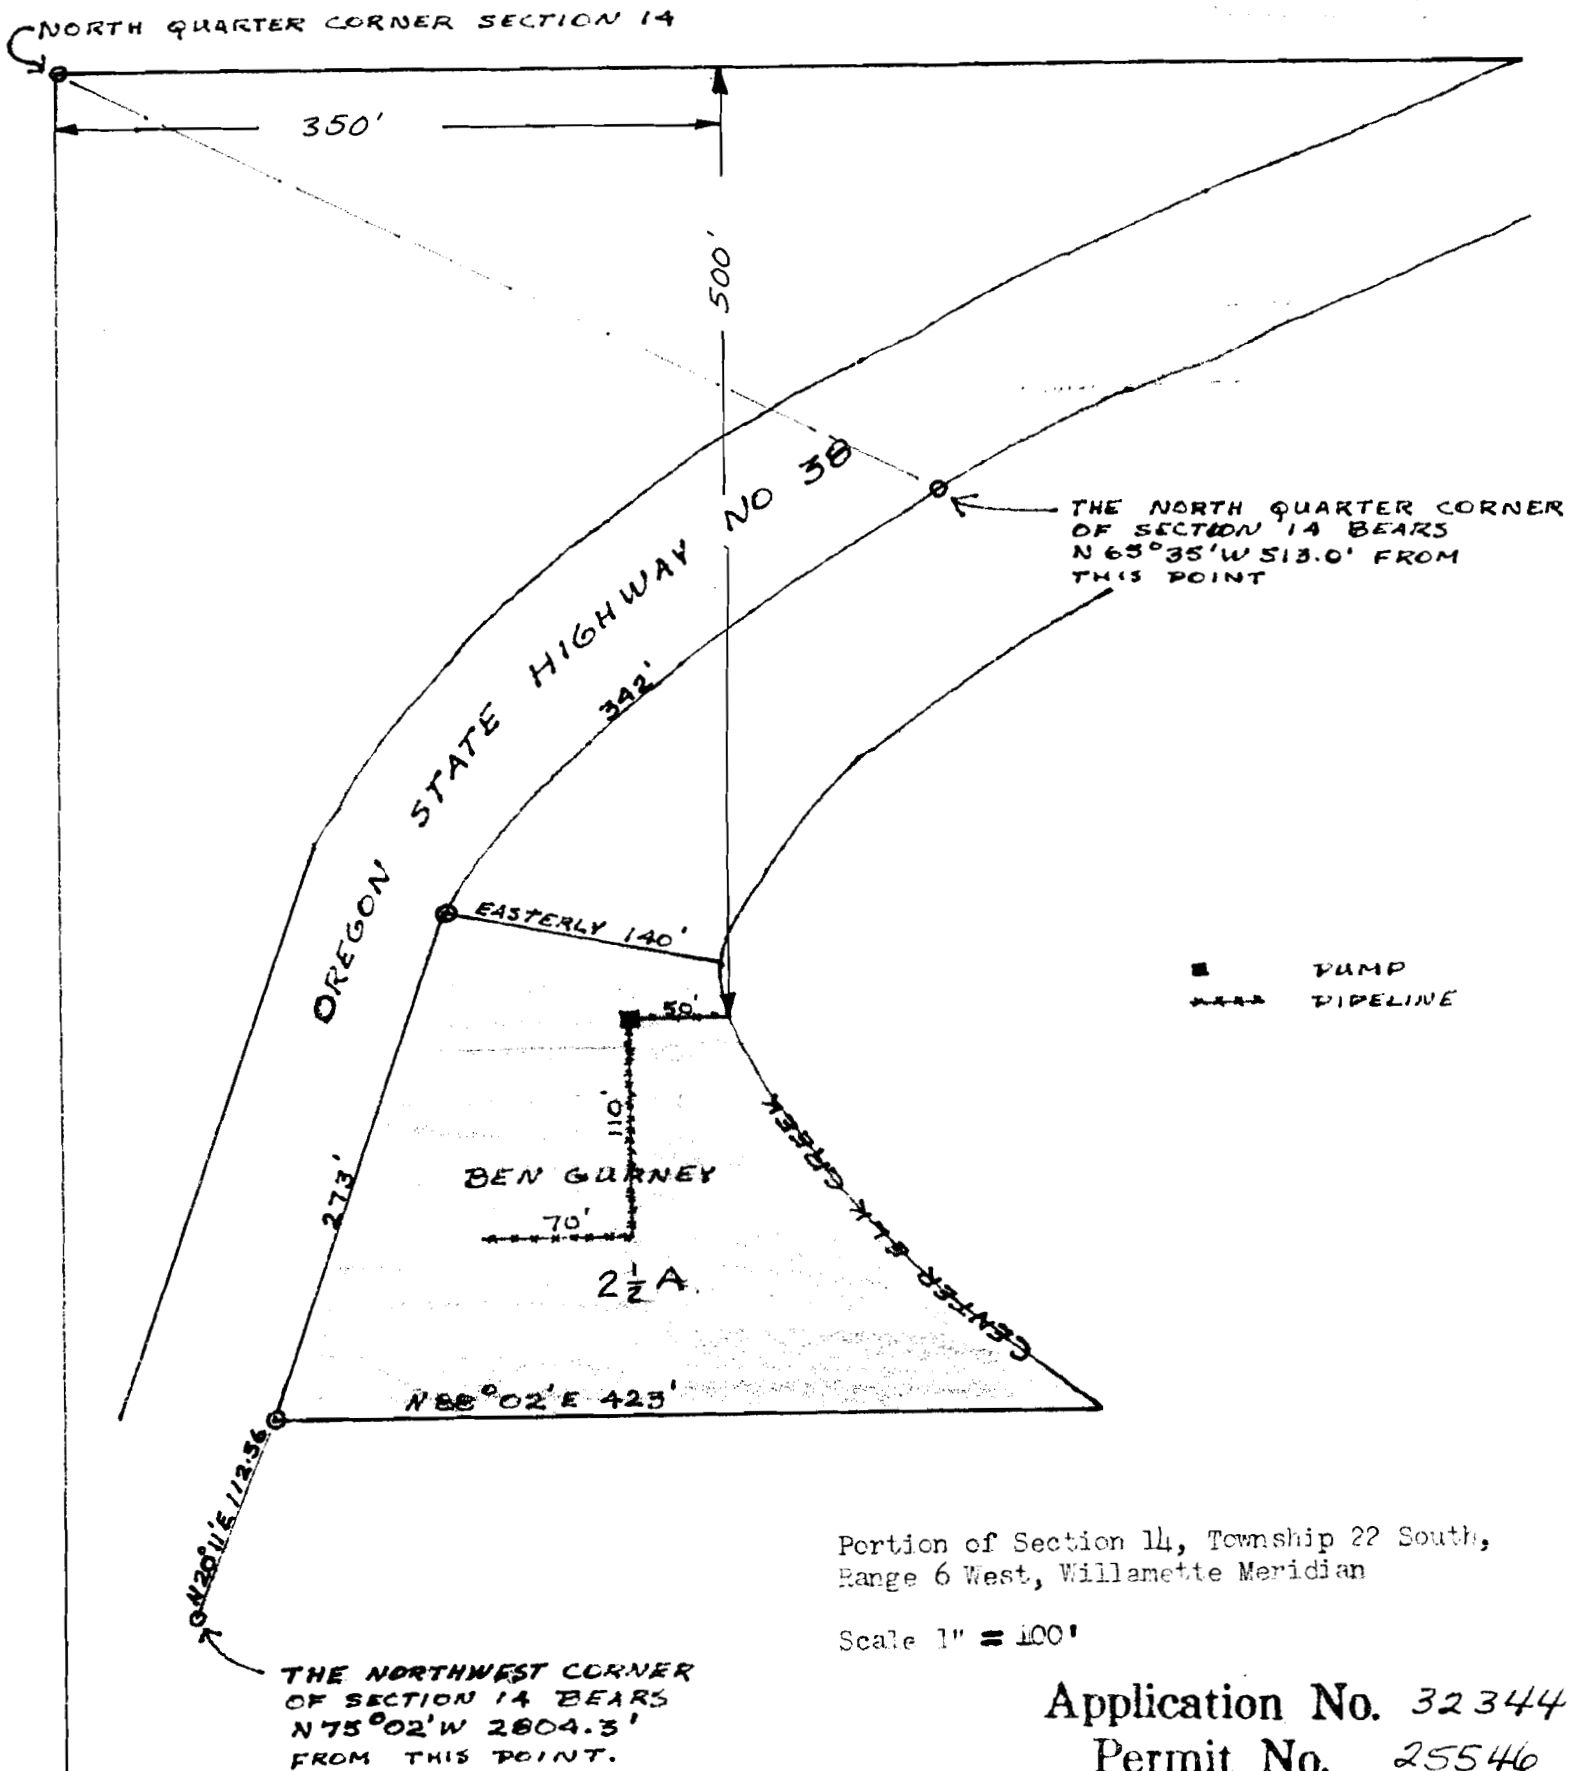 NORTH QUARTER CORNER SECTION 14
350'
500'
OREGON STATE HIGHWAY NO 38
THE NORTH QUARTER CORNER
OF SECTION 14 BEARS
N 65°35'W 513.0' FROM
THIS POINT
342'
EASTERLY 140'
PUMP
PIPELINE
50'
110'
CENTER ELK CREEK
273'
BEN GURNEY
70'
2 1/2 A.
N 88°02'E 423'
N20°11'E 112.56
Portion of Section 14, Township 22 South,
Range 6 West, Willamette Meridian
Scale 1" = 100'
THE NORTHWEST CORNER
OF SECTION 14 BEARS
N 75°02'W 2804.3'
FROM THIS POINT.
Application No. 32344
Permit No. 25546